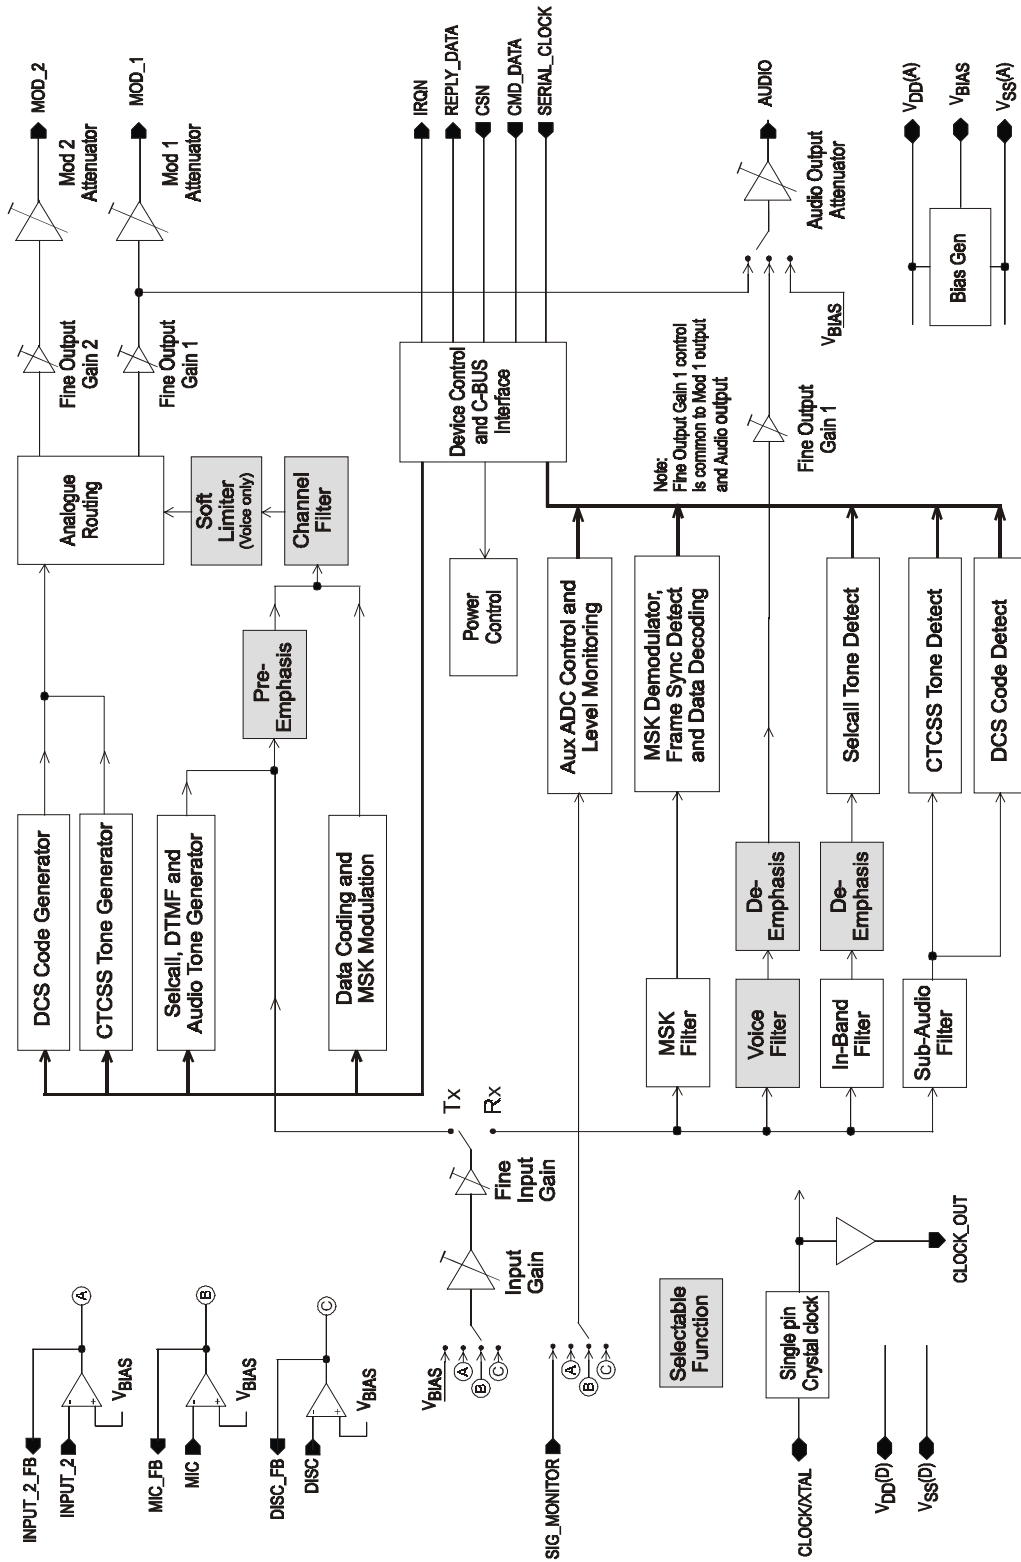 INPUT_2_FB
INPUT_2
-
+
VBIAS
A
MIC_FB
MIC
-
+
VBIAS
B
DISC_FB
DISC
-
+
VBIAS
C
DCS Code Generator
CTCSS Tone Generator
Selcall, DTMF and
Audio Tone Generator
Data Coding and
MSK Modulation
Pre-
Emphasis
Channel
Filter
Soft
Limiter
(Voice only)
Analogue
Routing
Fine Output
Gain 2
Fine Output
Gain 1
Mod 2
Attenuator
Mod 1
Attenuator
MOD_2
MOD_1
VBIAS
A
B
C
Input
Gain
Fine
Input
Gain
Tx
Rx
SIG_MONITOR
A
B
C
Power
Control
Device Control
and C-BUS
Interface
IRQN
REPLY_DATA
CSN
CMD_DATA
SERIAL_CLOCK
Aux ADC Control and
Level Monitoring
MSK
Filter
MSK Demodulator,
Frame Sync Detect
and Data Decoding
Note:
Fine Output Gain 1 control
is common to Mod 1 output
and Audio output
Voice
Filter
De-
Emphasis
Fine Output
Gain 1
VBIAS
Audio Output
Attenuator
AUDIO
In-Band
Filter
De-
Emphasis
Selcall Tone Detect
Sub-Audio
Filter
CTCSS Tone Detect
DCS Code Detect
Selectable
Function
CLOCK/XTAL
Single pin
Crystal clock
CLOCK_OUT
VDD(D)
VSS(D)
Bias Gen
VDD(A)
VBIAS
VSS(A)